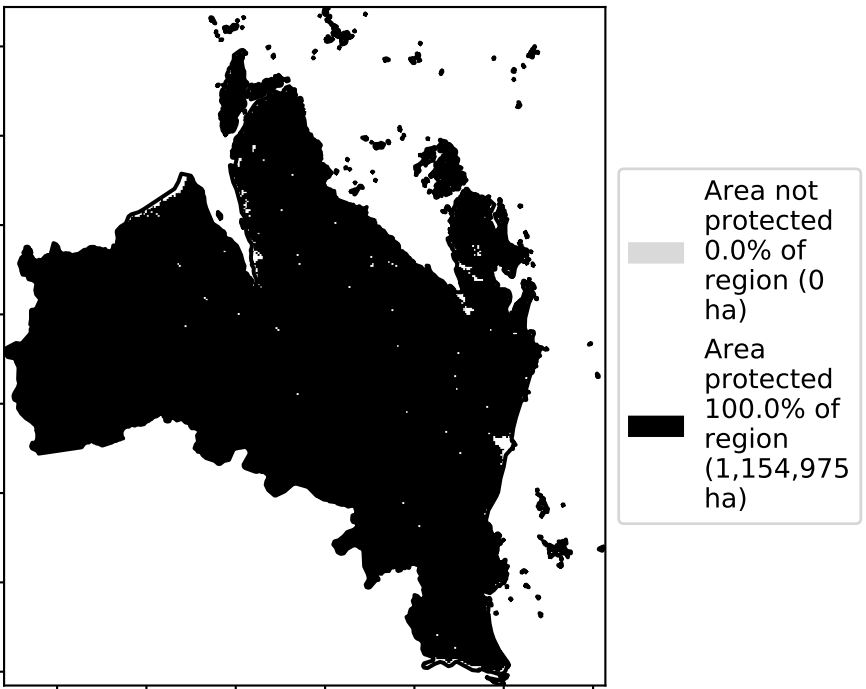 Area not
protected
0.0% of
region (0
ha)
Area
protected
100.0% of
region
(1,154,975
ha)